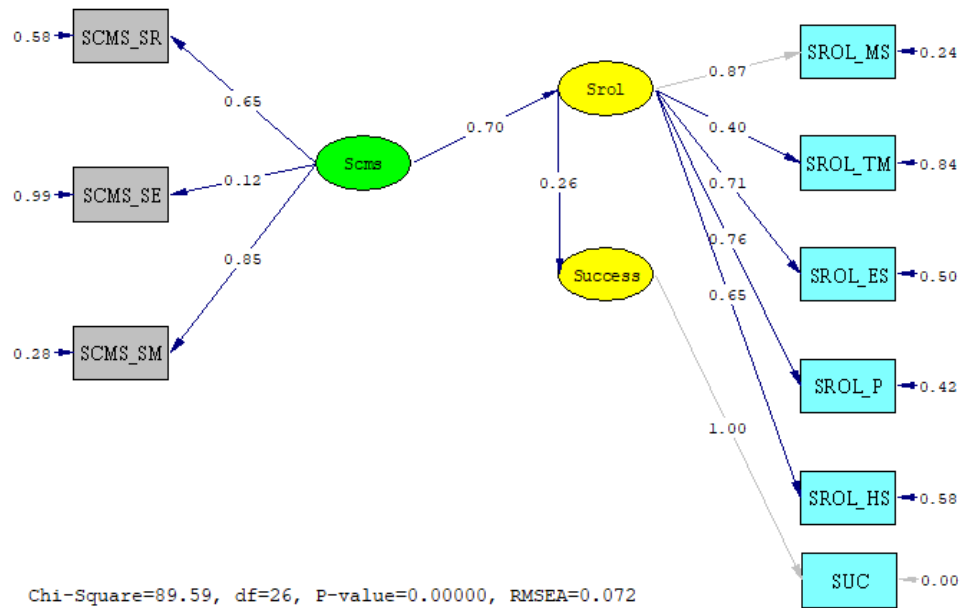 0.58 SCMS_SR
0.65
0.99 SCMS_SE
0.12
0.28 SCMS_SM
0.85
Scms
0.70
Srol
0.26
Success
0.87
SROL_MS 0.24
0.40
SROL_TM 0.84
0.71
SROL_ES 0.50
0.76
SROL_P 0.42
0.65
SROL_HS 0.58
1.00
SUC 0.00
Chi-Square=89.59, df=26, P-value=0.00000, RMSEA=0.072